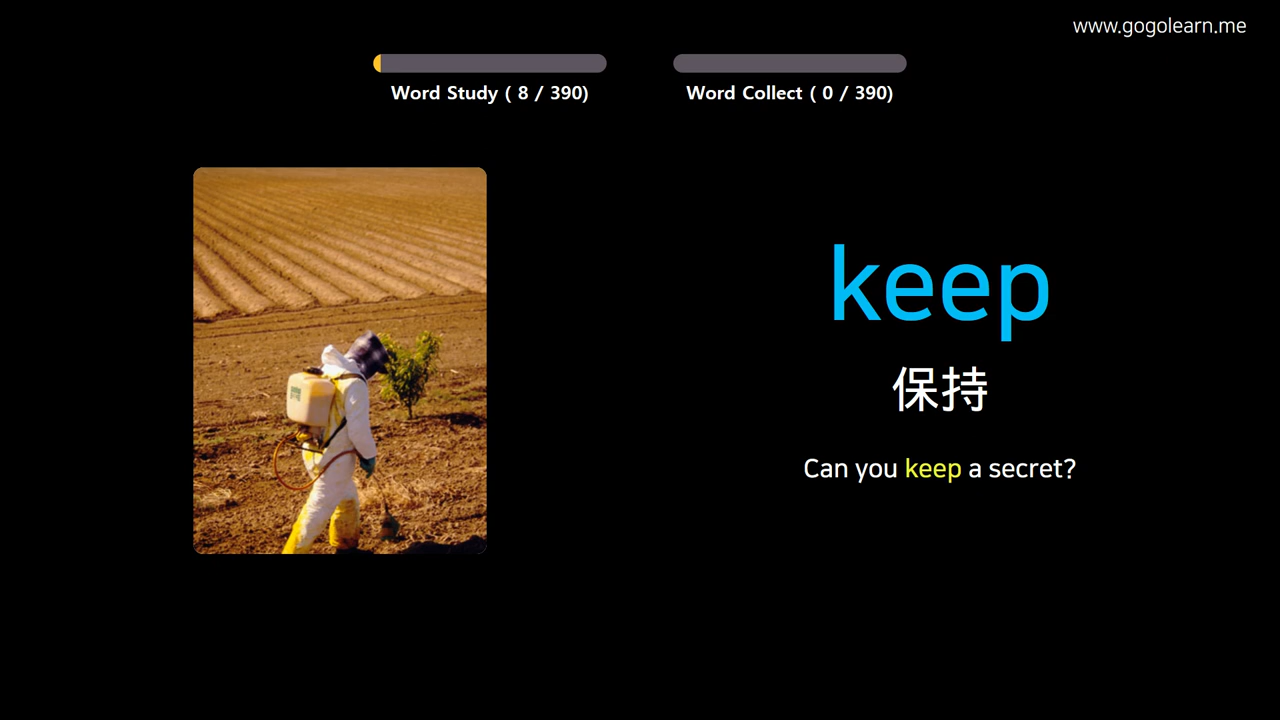 www.gogolearn.me
Word Study ( 8 / 390)
Word Collect ( 0 / 390)
keep
保持
Can you keep a secret?